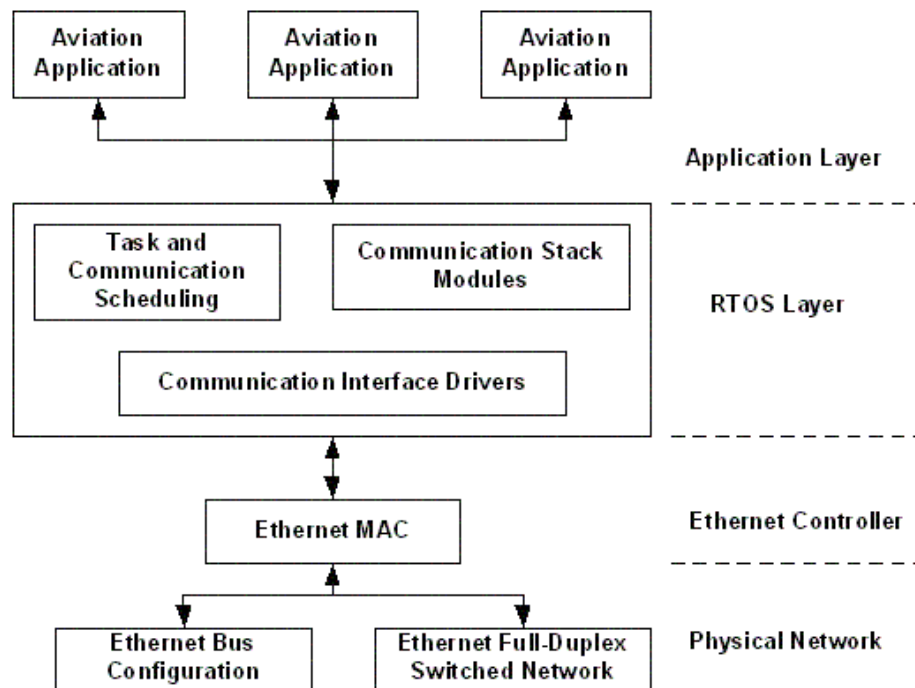 Aviation
Application
Aviation
Application
Aviation
Application
Application Layer
Task and
Communication
Scheduling
Communication Stack
Modules
RTOS Layer
Communication Interface Drivers
Ethernet MAC
Ethernet Controller
Ethernet Bus
Configuration
Ethernet Full-Duplex
Switched Network
Physical Network